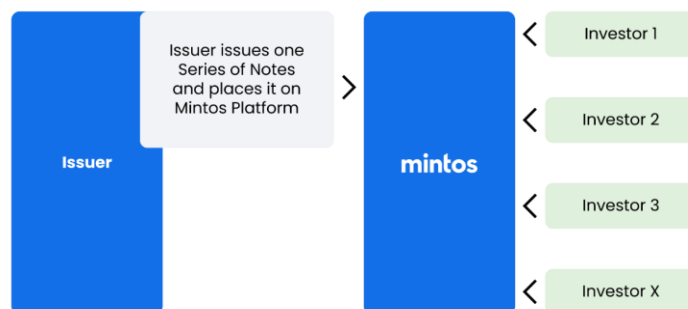 Issuer
Issuer issues one
Series of Notes
and places it on
Mintos Platform
mintos
Investor 1
Investor 2
Investor 3
Investor X